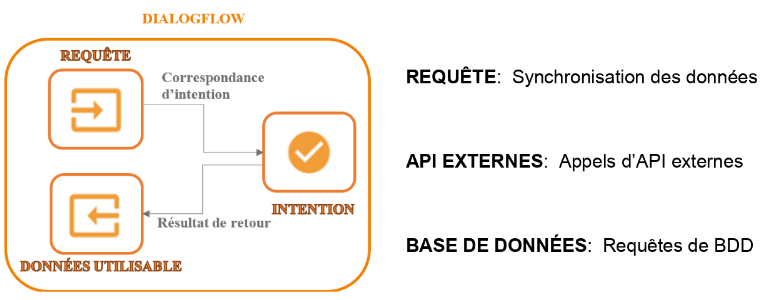 DIALOGFLOW
REQUÊTE
Correspondance
d'intention
INTENTION
Résultat de retour
DONNÉES UTILISABLE
REQUÊTE: Synchronisation des données
API EXTERNES: Appels d'API externes
BASE DE DONNÉES: Requêtes de BDD